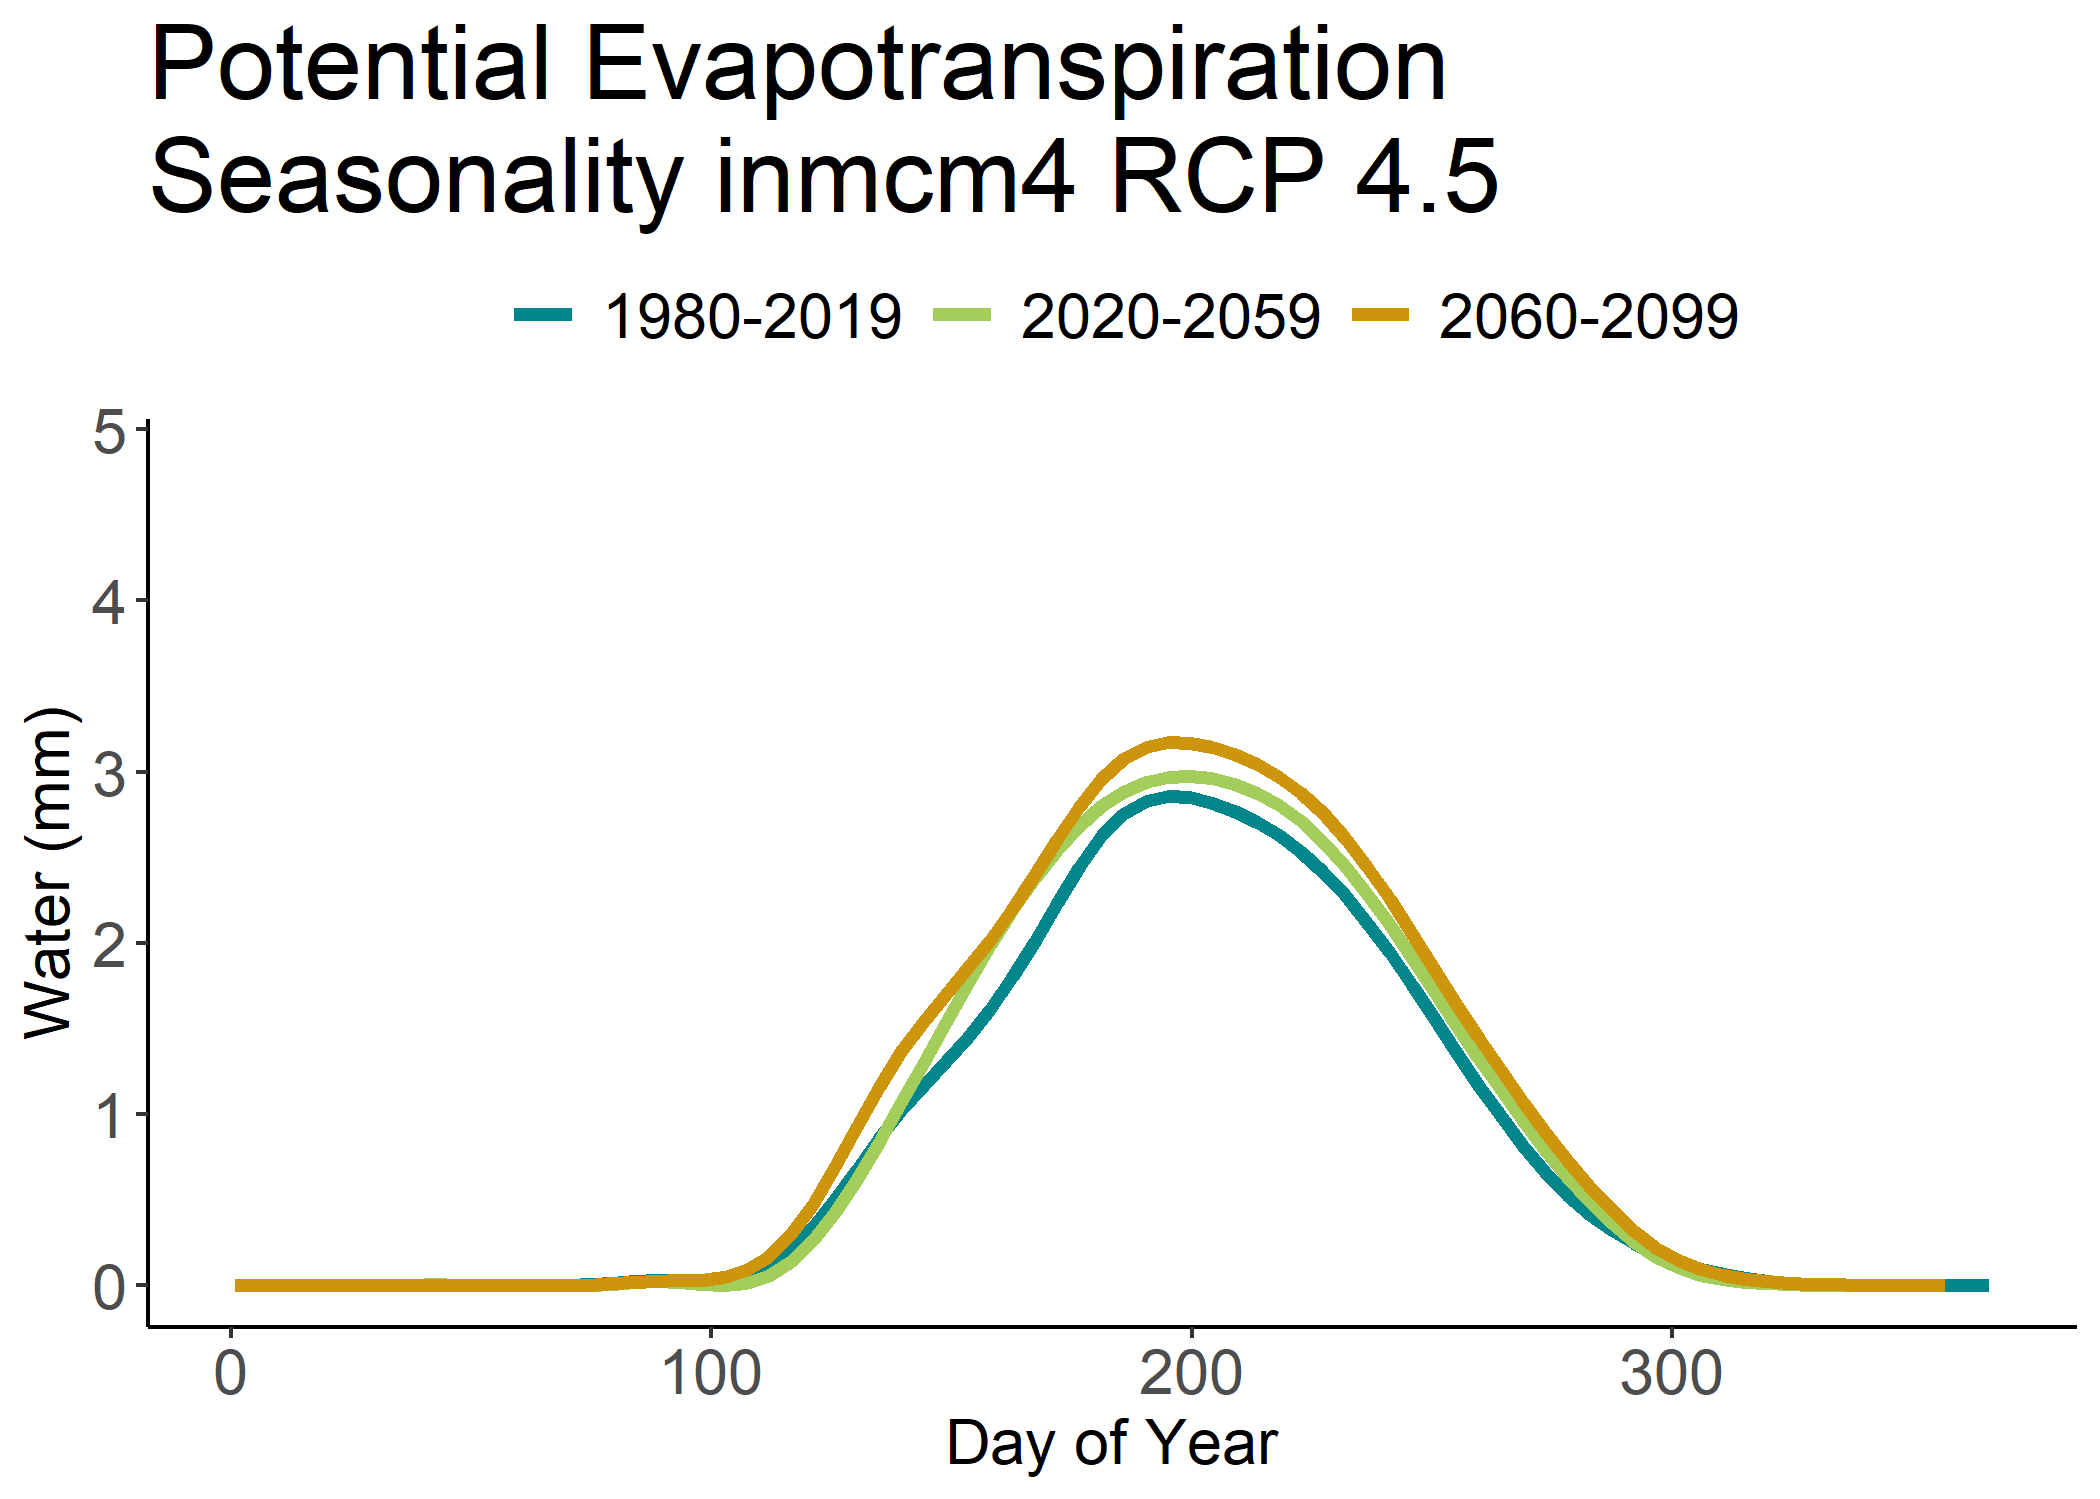 Potential Evapotranspiration
Seasonality inmcm4 RCP 4.5
1980-2019 2020-2059 2060-2099
5
4
3
2
1
0
Water (mm)
0 100 200 300
Day of Year